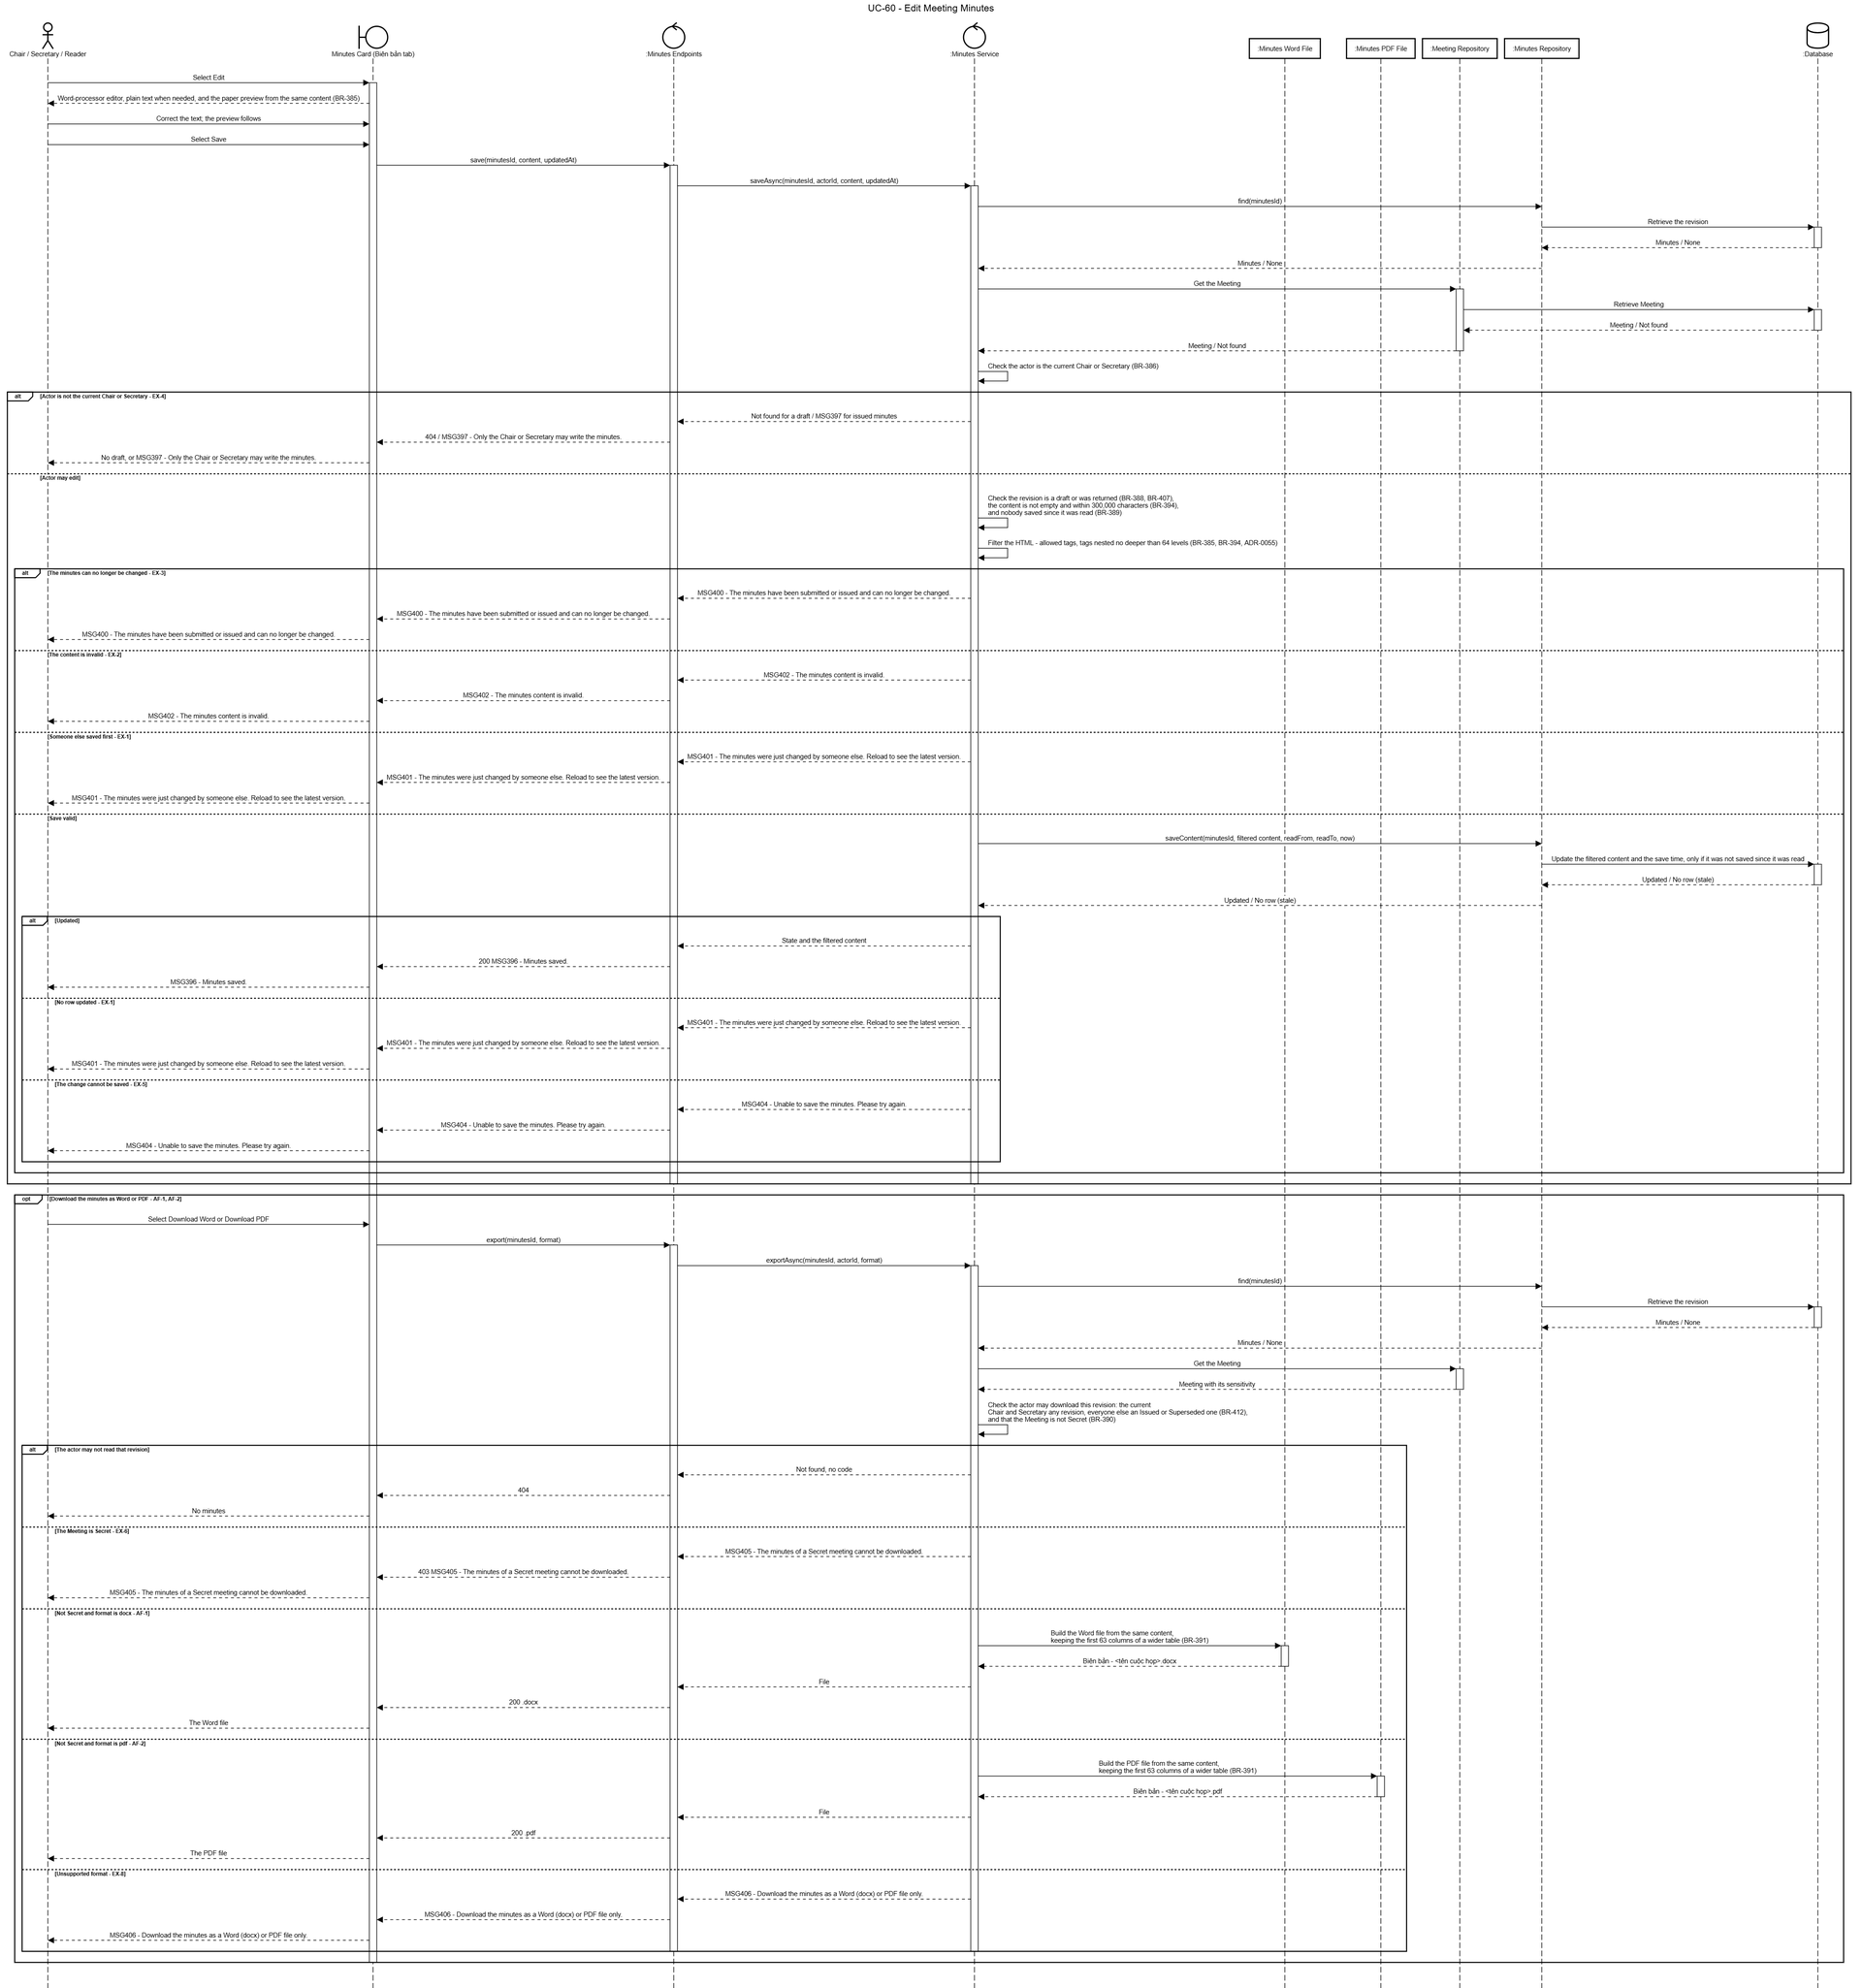 UC-60 - Edit Meeting Minutes
Chair / Secretary / Reader
Minutes Card (Biên bản tab)
:Minutes Endpoints
:Minutes Service
:Minutes Word File
:Minutes PDF File
:Meeting Repository
:Minutes Repository
:Database
Select Edit
Word-processor editor, plain text when needed, and the paper preview from the same content (BR-385)
Correct the text; the preview follows
Select Save
save(minutesId, content, updatedAt)
saveAsync(minutesId, actorId, content, updatedAt)
find(minutesId)
Retrieve the revision
Minutes / None
Minutes / None
Get the Meeting
Retrieve Meeting
Meeting / Not found
Meeting / Not found
Check the actor is the current Chair or Secretary (BR-386)
alt
[Actor is not the current Chair or Secretary - EX-4]
Not found for a draft / MSG397 for issued minutes
404 / MSG397 - Only the Chair or Secretary may write the minutes.
No draft, or MSG397 - Only the Chair or Secretary may write the minutes.
[Actor may edit]
Check the revision is a draft or was returned (BR-388, BR-407),
the content is not empty and within 300,000 characters (BR-394),
and nobody saved since it was read (BR-389)
Filter the HTML - allowed tags, tags nested no deeper than 64 levels (BR-385, BR-394, ADR-0055)
alt
[The minutes can no longer be changed - EX-3]
MSG400 - The minutes have been submitted or issued and can no longer be changed.
MSG400 - The minutes have been submitted or issued and can no longer be changed.
MSG400 - The minutes have been submitted or issued and can no longer be changed.
[The content is invalid - EX-2]
MSG402 - The minutes content is invalid.
MSG402 - The minutes content is invalid.
MSG402 - The minutes content is invalid.
[Someone else saved first - EX-1]
MSG401 - The minutes were just changed by someone else. Reload to see the latest version.
MSG401 - The minutes were just changed by someone else. Reload to see the latest version.
MSG401 - The minutes were just changed by someone else. Reload to see the latest version.
[Save valid]
saveContent(minutesId, filtered content, readFrom, readTo, now)
Update the filtered content and the save time, only if it was not saved since it was read
Updated / No row (stale)
Updated / No row (stale)
alt
[Updated]
State and the filtered content
200 MSG396 - Minutes saved.
MSG396 - Minutes saved.
[No row updated - EX-1]
MSG401 - The minutes were just changed by someone else. Reload to see the latest version.
MSG401 - The minutes were just changed by someone else. Reload to see the latest version.
MSG401 - The minutes were just changed by someone else. Reload to see the latest version.
[The change cannot be saved - EX-5]
MSG404 - Unable to save the minutes. Please try again.
MSG404 - Unable to save the minutes. Please try again.
MSG404 - Unable to save the minutes. Please try again.
opt
[Download the minutes as Word or PDF - AF-1, AF-2]
Select Download Word or Download PDF
export(minutesId, format)
exportAsync(minutesId, actorId, format)
find(minutesId)
Retrieve the revision
Minutes / None
Minutes / None
Get the Meeting
Meeting with its sensitivity
Check the actor may download this revision: the current
Chair and Secretary any revision, everyone else an Issued or Superseded one (BR-412),
and that the Meeting is not Secret (BR-390)
alt
[The actor may not read that revision]
Not found, no code
404
No minutes
[The Meeting is Secret - EX-6]
MSG405 - The minutes of a Secret meeting cannot be downloaded.
403 MSG405 - The minutes of a Secret meeting cannot be downloaded.
MSG405 - The minutes of a Secret meeting cannot be downloaded.
[Not Secret and format is docx - AF-1]
Build the Word file from the same content,
keeping the first 63 columns of a wider table (BR-391)
Biên bản - <tên cuộc họp>.docx
File
200 .docx
The Word file
[Not Secret and format is pdf - AF-2]
Build the PDF file from the same content,
keeping the first 63 columns of a wider table (BR-391)
Biên bản - <tên cuộc họp>.pdf
File
200 .pdf
The PDF file
[Unsupported format - EX-8]
MSG406 - Download the minutes as a Word (docx) or PDF file only.
MSG406 - Download the minutes as a Word (docx) or PDF file only.
MSG406 - Download the minutes as a Word (docx) or PDF file only.